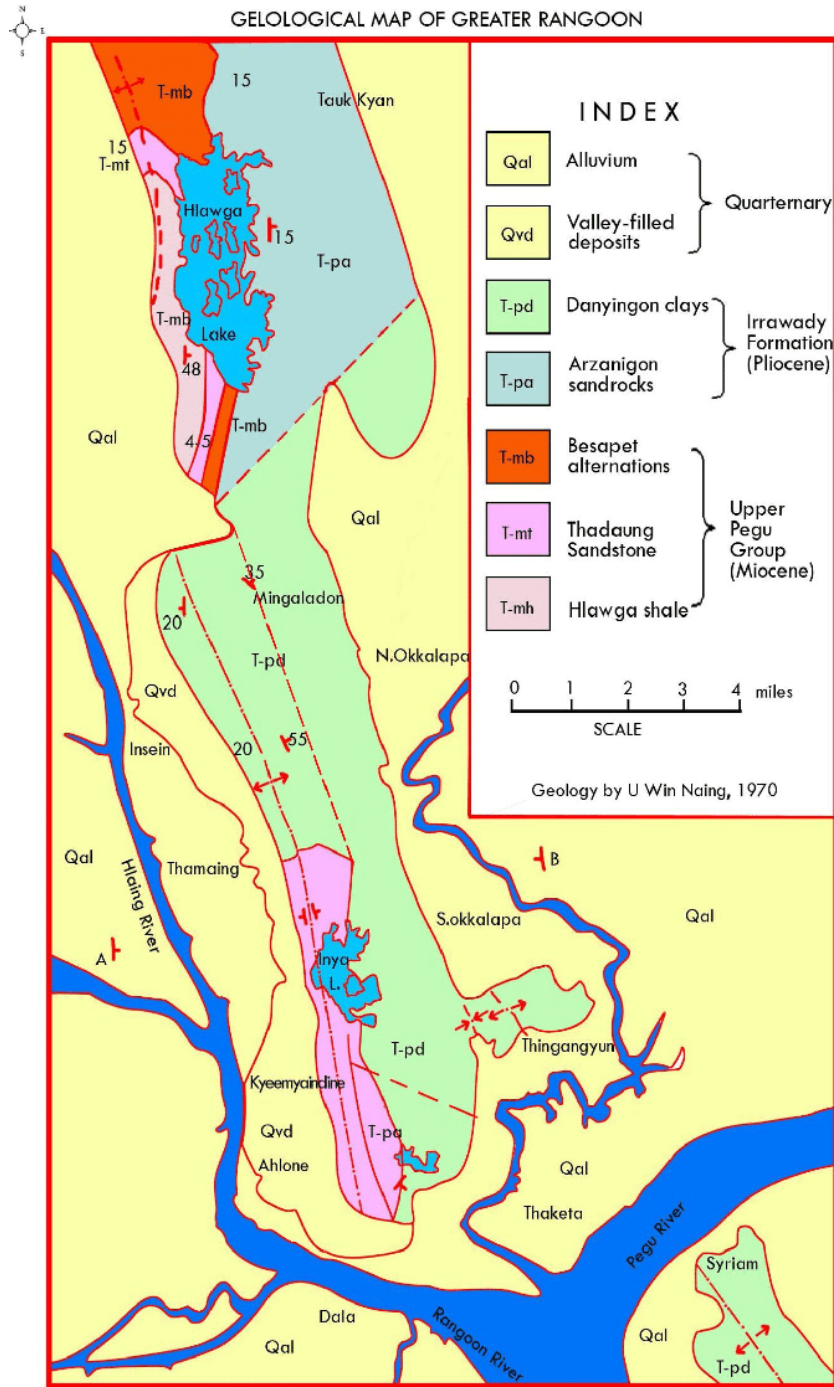 N
E
S
GELOLOGICAL MAP OF GREATER RANGOON
T-mb
15
Tauk Kyan
15
T-mt
Hlawga
15
T-pa
T-mb
Lake
48
T-mb
4.5
Qal
Qal
35
Mingaladon
20
T-pd
N.Okkalapa
Qvd
Insein
20
55
Qal
Thamaing
Hlaing River
A
B
S.okkalapa
Qal
Inya
L.
T-pd
Thingangyun
Kyeemyaindine
Qvd
T-pa
Ahlone
Qal
Thaketa
Pegu River
Syriam
Dala
Rangoon River
Qal
Qal
T-pd
INDEX
Qal Alluvium
Qvd Valley-filled
deposits
Quarternary
T-pd Danyingon clays
T-pa Arzanigon
sandrocks
Irrawady
Formation
(Pliocene)
T-mb Besapet
alternations
T-mt Thadaung
Sandstone
T-mh Hlawga shale
Upper
Pegu
Group
(Miocene)
0 1 2 3 4 miles
SCALE
Geology by U Win Naing, 1970